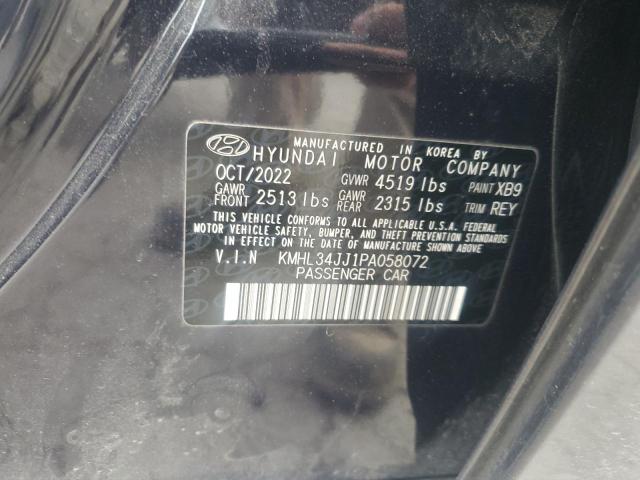 MANUFACTURED IN KOREA BY
HYUNDAI MOTOR COMPANY
OCT/2022 GVWR 4519 lbs PAINT XB9
GAWR FRONT 2513 lbs GAWR REAR 2315 lbs TRIM REY
THIS VEHICLE CONFORMS TO ALL APPLICABLE U.S.A. FEDERAL
MOTOR VEHICLE SAFETY, BUMPER, AND THEFT PREVENTION STANDARDS
IN EFFECT ON THE DATE OF MANUFACTURE SHOWN ABOVE.
V.I.N KMHL34JJ1PA058072
PASSENGER CAR